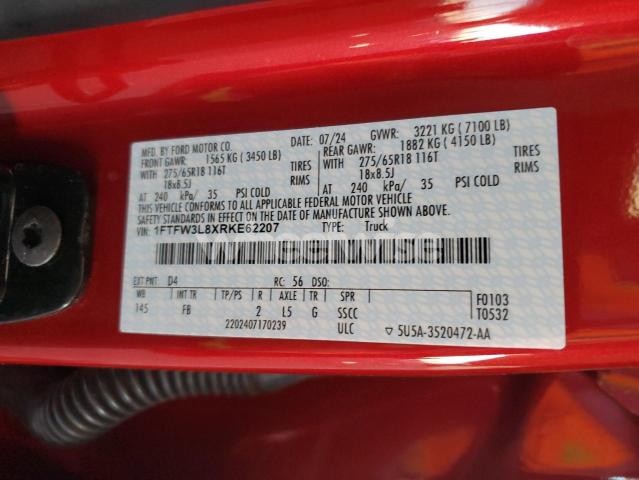 MFD. BY FORD MOTOR CO. DATE: 07/24 GVWR: 3221 KG ( 7100 LB)
FRONT GAWR: 1565 KG ( 3450 LB) REAR GAWR: 1882 KG ( 4150 LB)
WITH 275/65R18 116T TIRES WITH 275/65R18 116T TIRES
18x8.5J RIMS 18x8.5J RIMS
AT 240 kPa/ 35 PSI COLD AT 240 kPa/ 35 PSI COLD
THIS VEHICLE CONFORMS TO ALL APPLICABLE FEDERAL MOTOR VEHICLE
SAFETY STANDARDS IN EFFECT ON THE DATE OF MANUFACTURE SHOWN ABOVE.
VIN: 1FTFW3L8XRKE62207 TYPE: Truck
EXT PNT: D4 RC: 56 DSO:
WB INT TR TP/PS R AXLE TR SPR F0103
145 FB 2 L5 G SSCC T0532
2202407170239 ULC ▽ 5U5A-3520472-AA